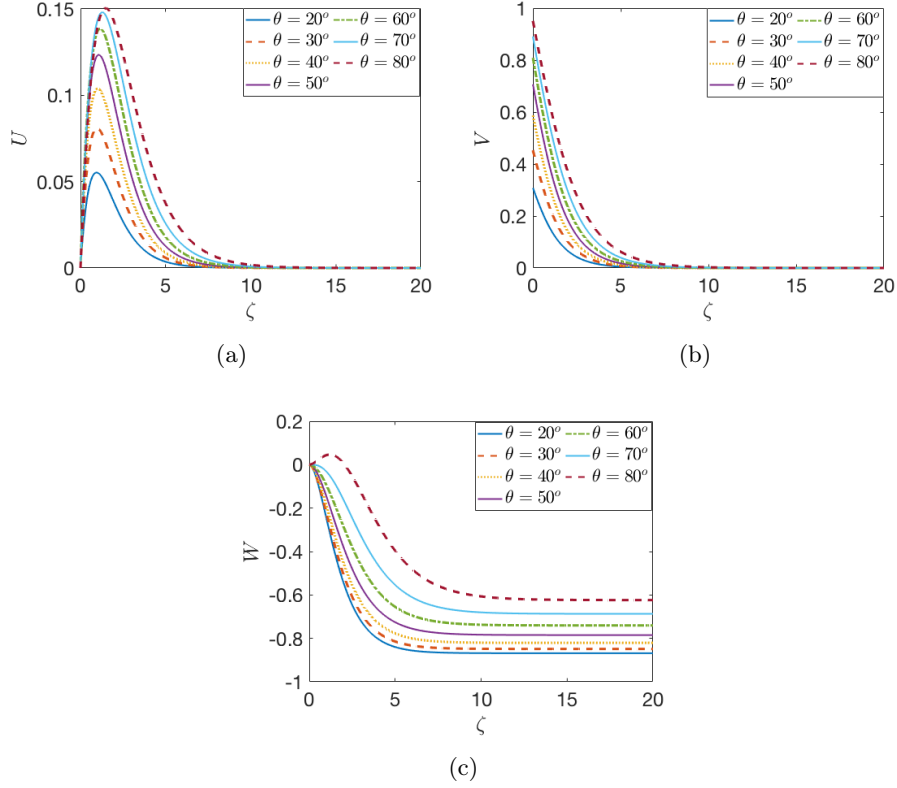 0.15
0.1
0.05
0
U
0 5 10 15 20
ζ
θ = 20° θ = 60°
θ = 30° θ = 70°
θ = 40° θ = 80°
θ = 50°
(a)
1
0.8
0.6
0.4
0.2
0
V
0 5 10 15 20
ζ
θ = 20° θ = 60°
θ = 30° θ = 70°
θ = 40° θ = 80°
θ = 50°
(b)
0.2
0
-0.2
-0.4
-0.6
-0.8
-1
W
0 5 10 15 20
ζ
θ = 20° θ = 60°
θ = 30° θ = 70°
θ = 40° θ = 80°
θ = 50°
(c)